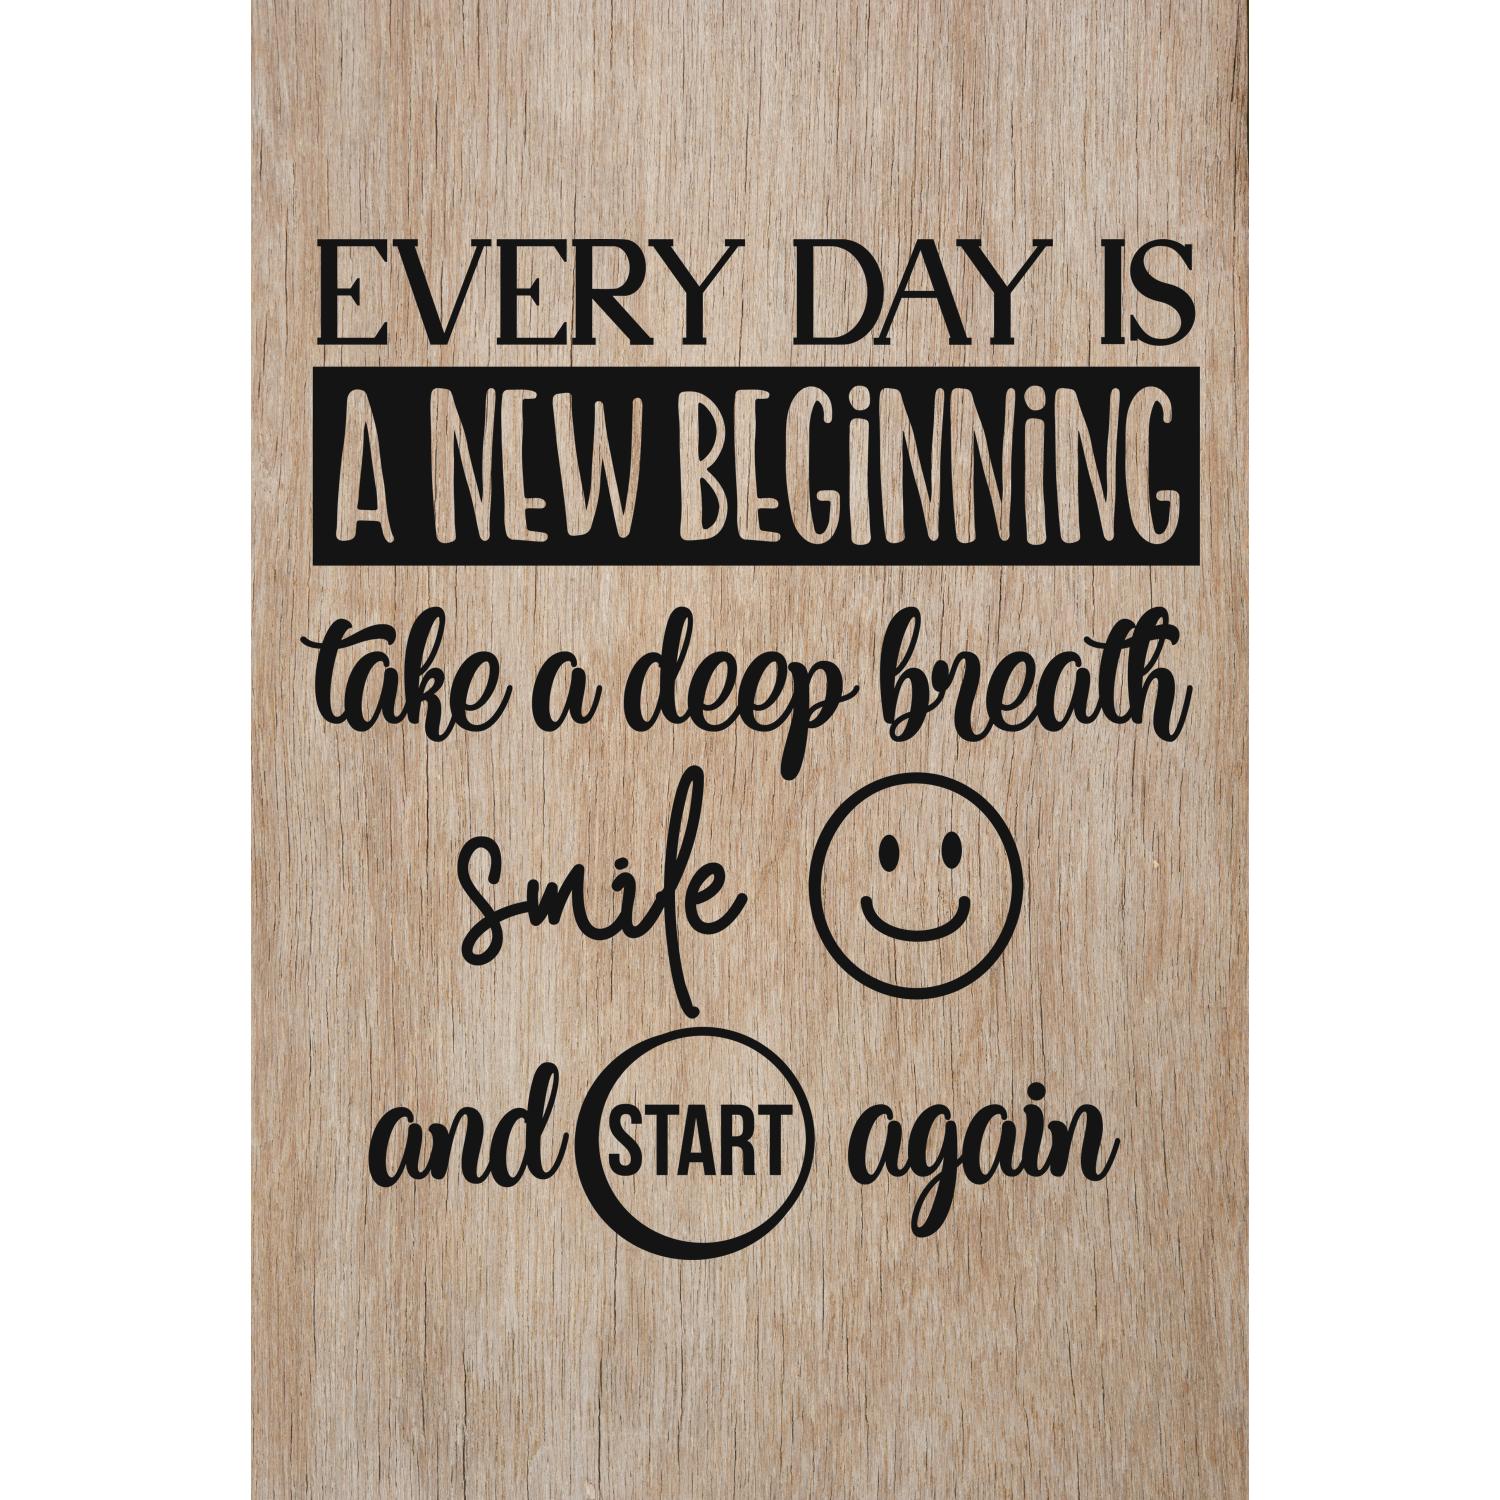 EVERY DAY IS
A NEW BEGiNNiNG
take a deep breath
smile
and START again